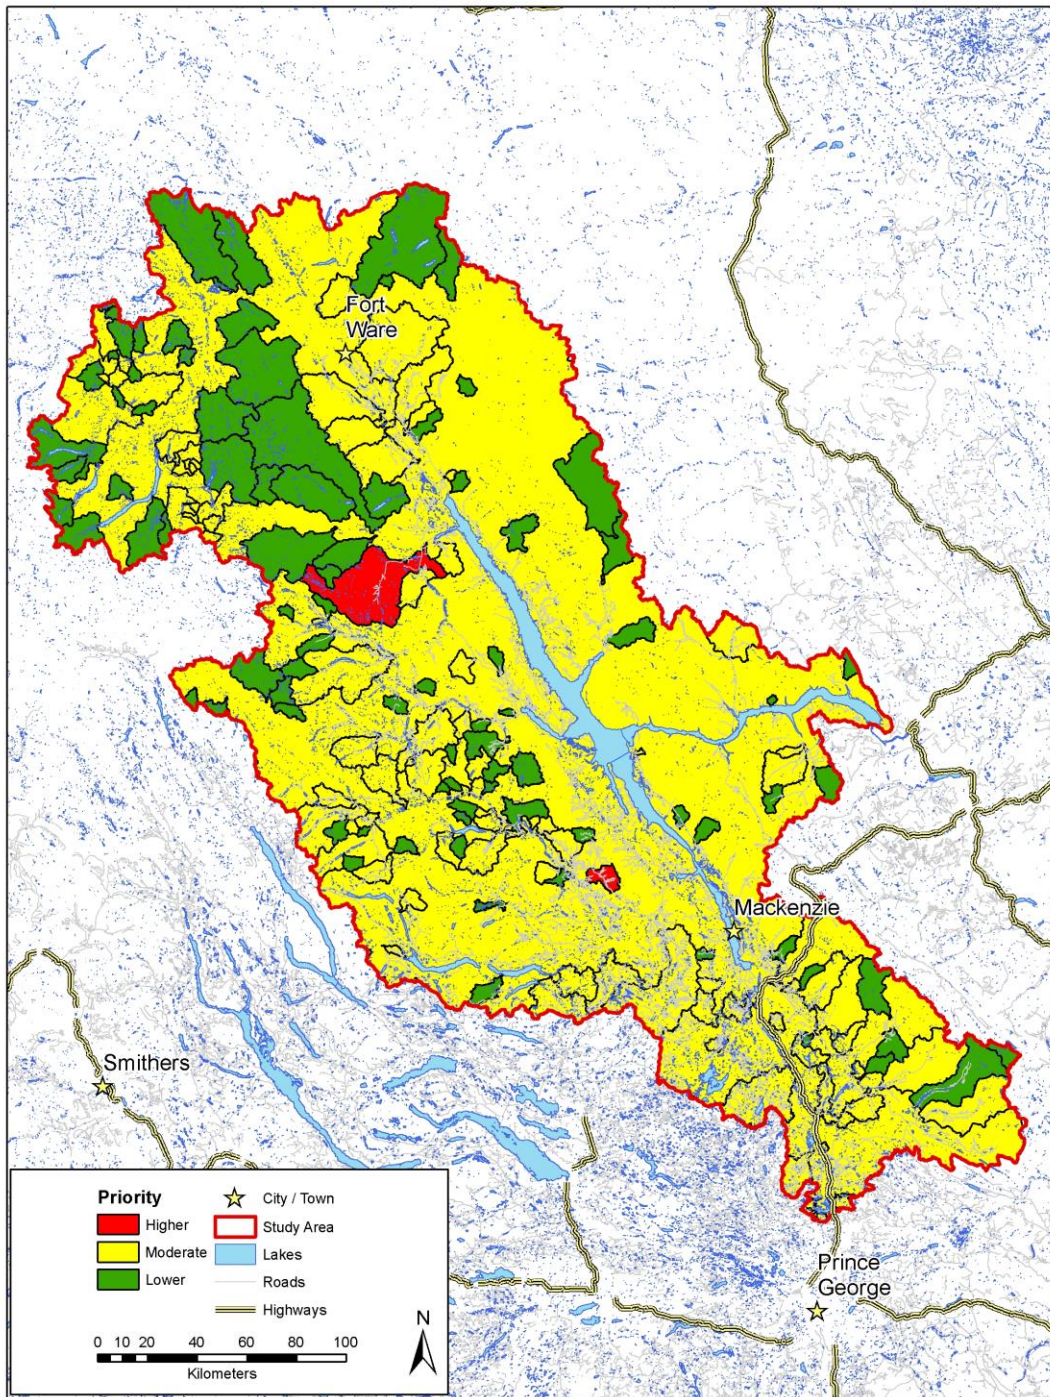 Fort
Ware
Mackenzie
Smithers
Prince
George
Priority
Higher
Moderate
Lower
City / Town
Study Area
Lakes
Roads
Highways
N
0 10 20 40 60 80 100
Kilometers